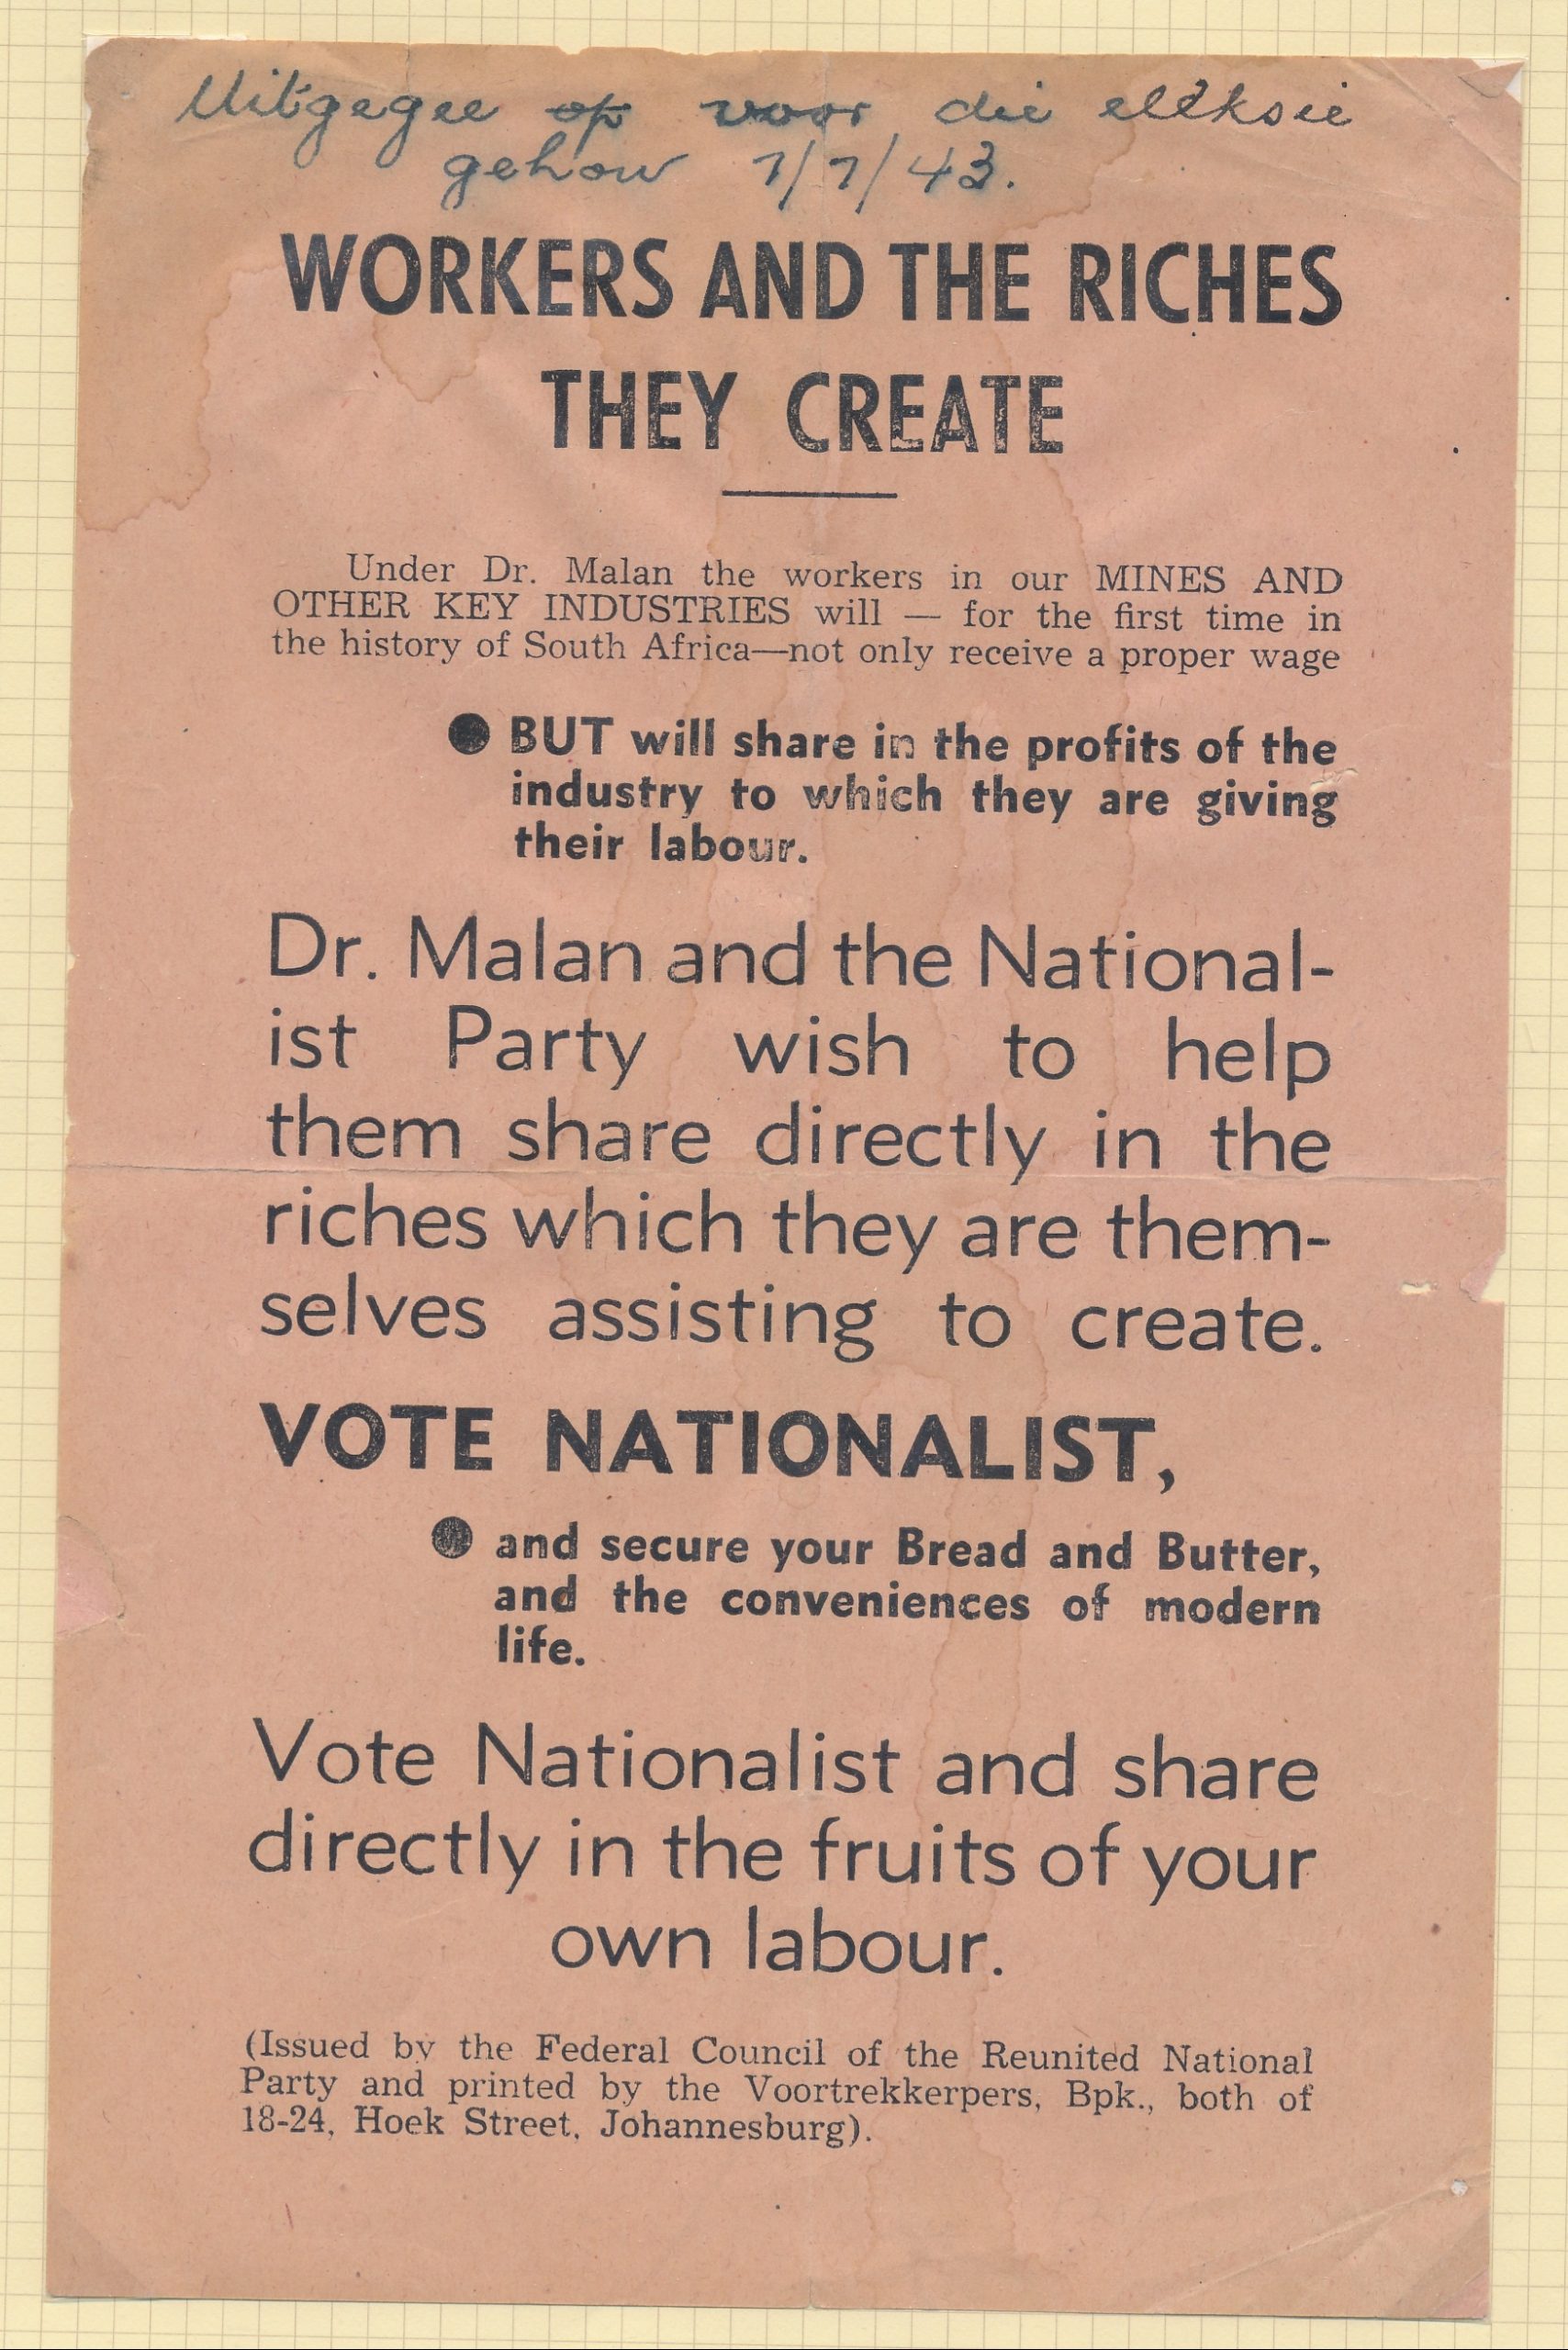 Uitgegee op voor die elEksie
gehou 7/7/43.
WORKERS AND THE RICHES
THEY CREATE
Under Dr. Malan the workers in our MINES AND
OTHER KEY INDUSTRIES will — for the first time in
the history of South Africa—not only receive a proper wage
● BUT will share in the profits of the
industry to which they are giving
their labour.
Dr. Malan and the National-
ist Party wish to help
them share directly in the
riches which they are them-
selves assisting to create.
VOTE NATIONALIST,
● and secure your Bread and Butter,
and the conveniences of modern
life.
Vote Nationalist and share
directly in the fruits of your
own labour.
(Issued by the Federal Council of the Reunited National
Party and printed by the Voortrekkerpers, Bpk., both of
18-24, Hoek Street, Johannesburg).